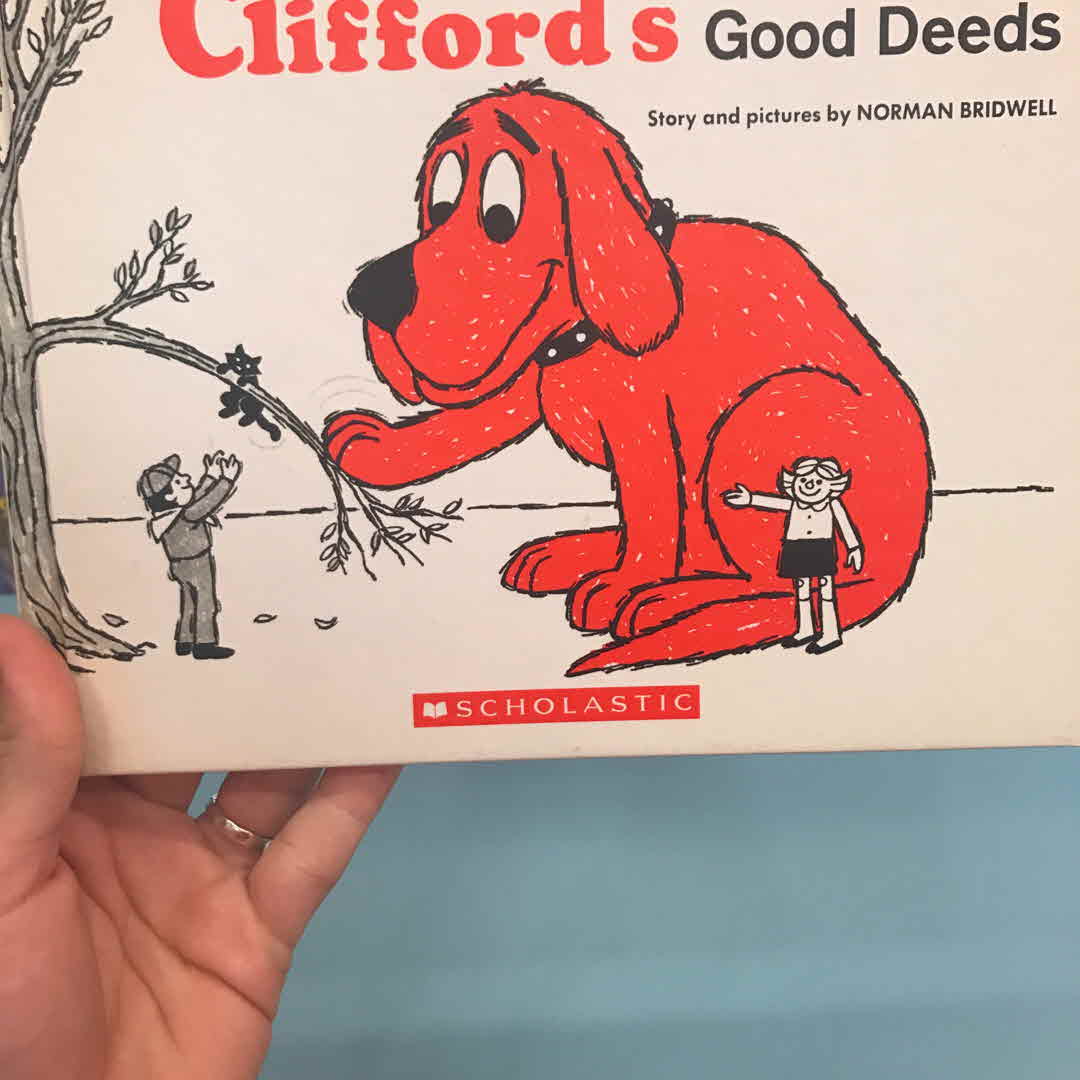 Clifford's Good Deeds
Story and pictures by NORMAN BRIDWELL
SCHOLASTIC